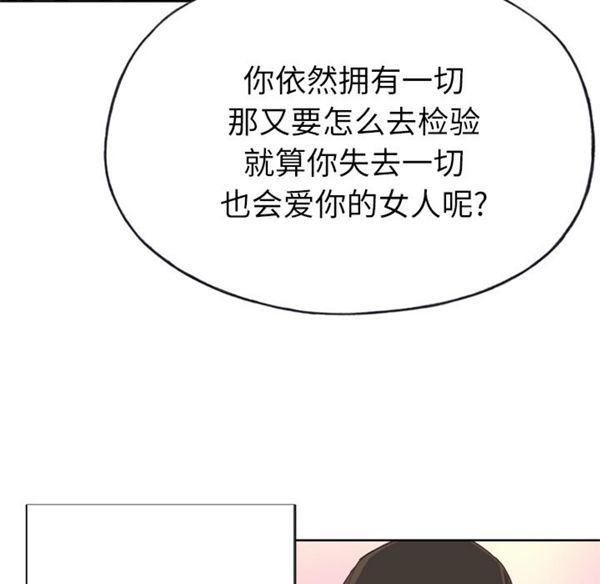 你依然拥有一切
那又要怎么去检验
就算你失去一切
也会爱你的女人呢?